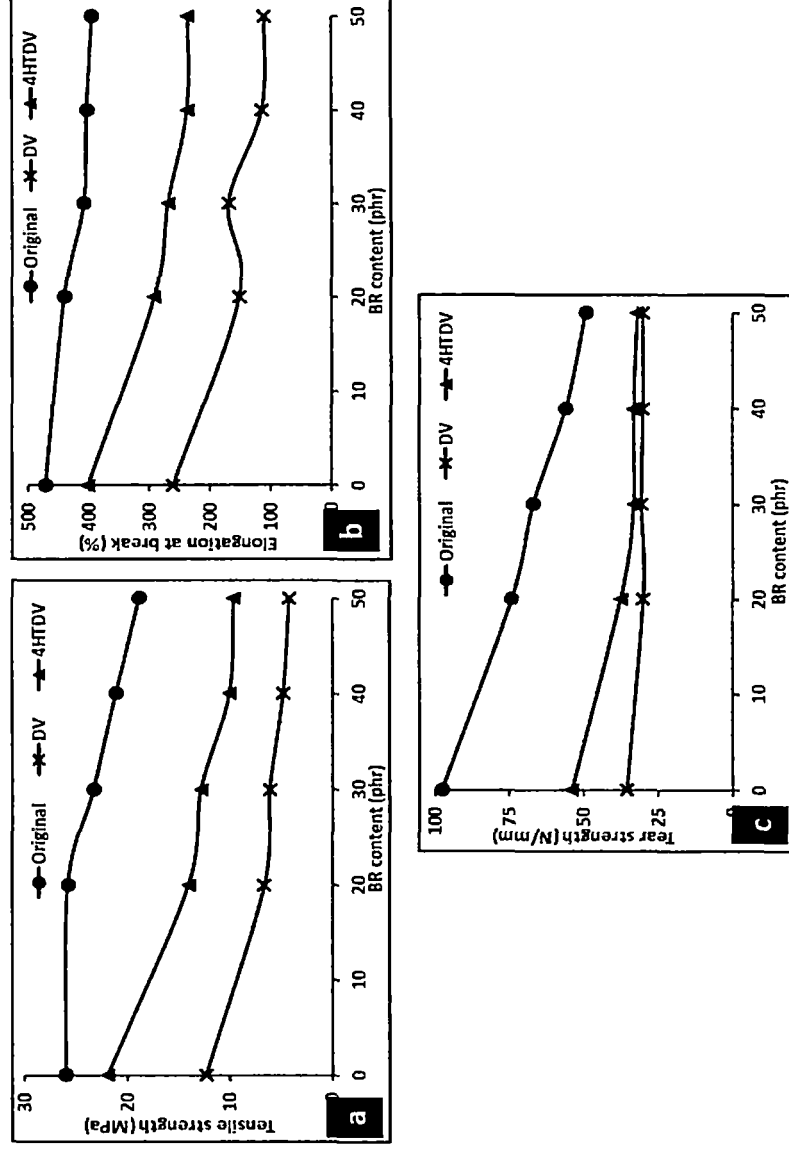 a
Original DV 4HTDV
Tensile strength (MPa)
30
20
10
0 10 20 30 40 50
BR content (phr)
b
Original DV 4HTDV
Elongation at break (%)
500
400
300
200
100
0 10 20 30 40 50
BR content (phr)
c
Original DV 4HTDV
Tear strength (N/mm)
100
75
50
25
0
0 10 20 30 40 50
BR content (phr)